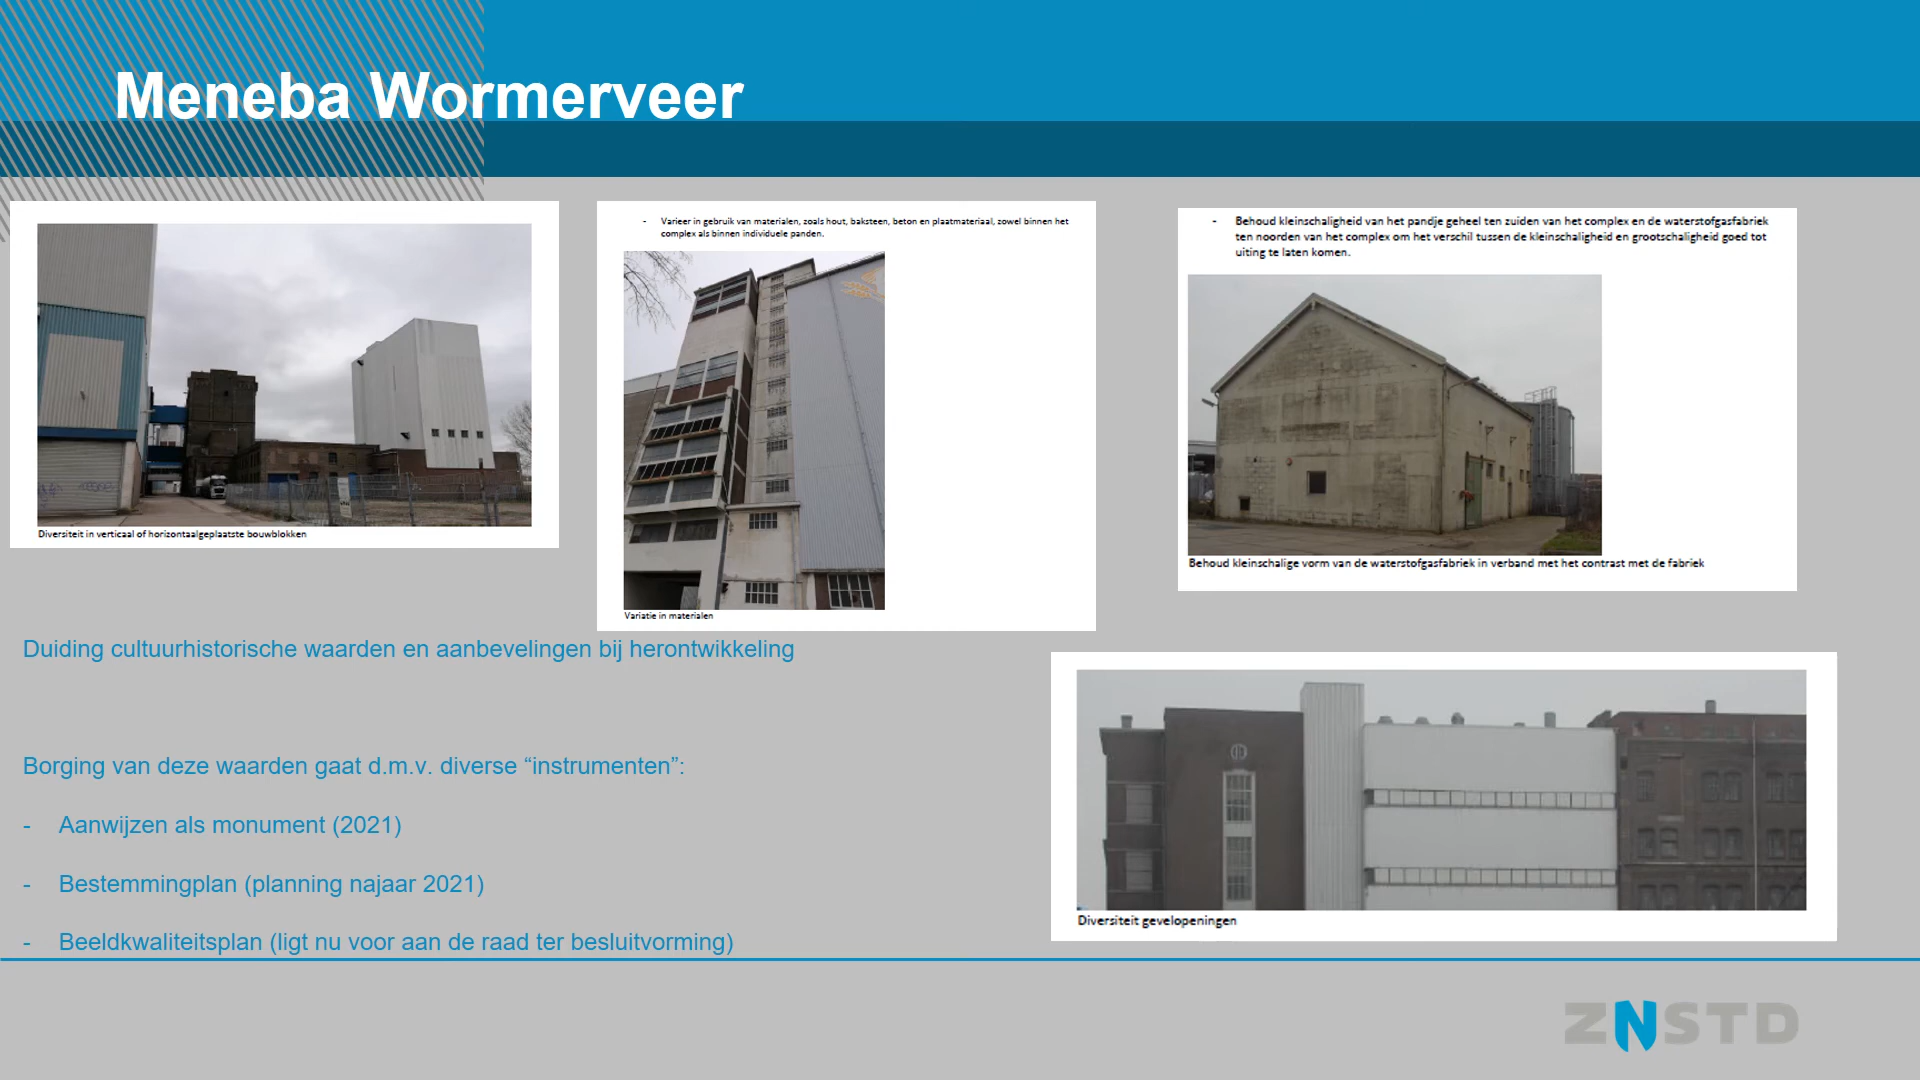 Meneba Wormerveer
Diversiteit in verticaal of horizontaalgeplaatste bouwblokken
- Varieer in gebruik van materialen, zoals hout, baksteen, beton en plaatmateriaal, zowel binnen het
complex als binnen individuele panden.
Variatie in materialen
- Behoud kleinschaligheid van het pandje geheel ten zuiden van het complex en de waterstofgasfabriek
ten noorden van het complex om het verschil tussen de kleinschaligheid en grootschaligheid goed tot
uiting te laten komen.
Behoud kleinschalige vorm van de waterstofgasfabriek in verband met het contrast met de fabriek
Duiding cultuurhistorische waarden en aanbevelingen bij herontwikkeling
Borging van deze waarden gaat d.m.v. diverse “instrumenten”:
- Aanwijzen als monument (2021)
- Bestemmingplan (planning najaar 2021)
- Beeldkwaliteitsplan (ligt nu voor aan de raad ter besluitvorming)
Diversiteit gevelopeningen
ZNSTD